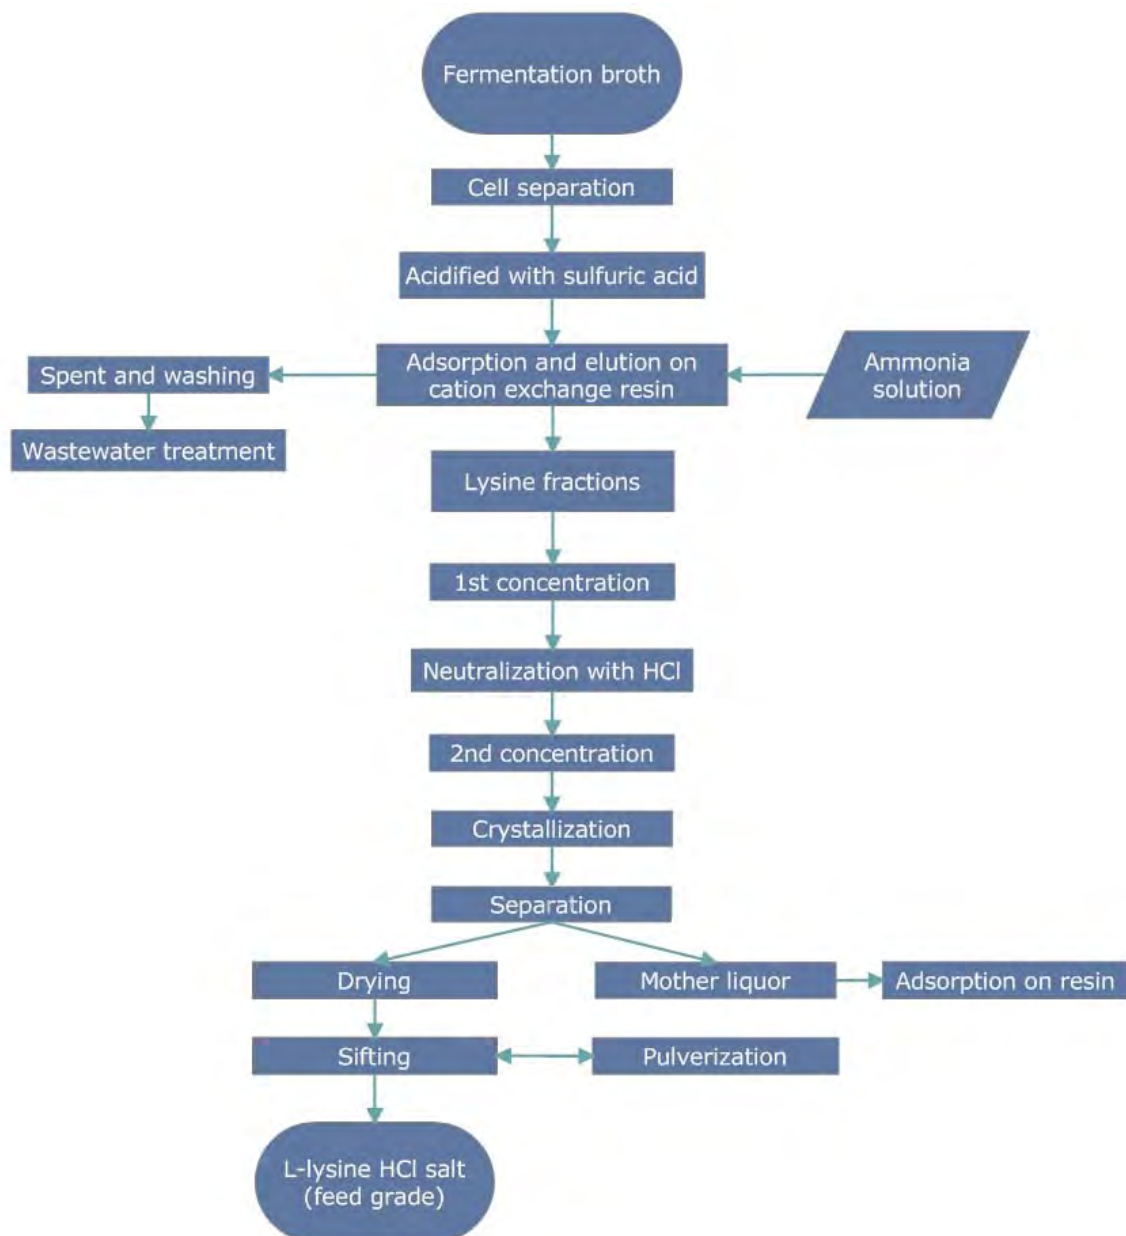 Fermentation broth
Cell separation
Acidified with sulfuric acid
Adsorption and elution on
cation exchange resin
Ammonia
solution
Spent and washing
Wastewater treatment
Lysine fractions
1st concentration
Neutralization with HCl
2nd concentration
Crystallization
Separation
Drying
Mother liquor
Adsorption on resin
Sifting
Pulverization
L-lysine HCl salt
(feed grade)